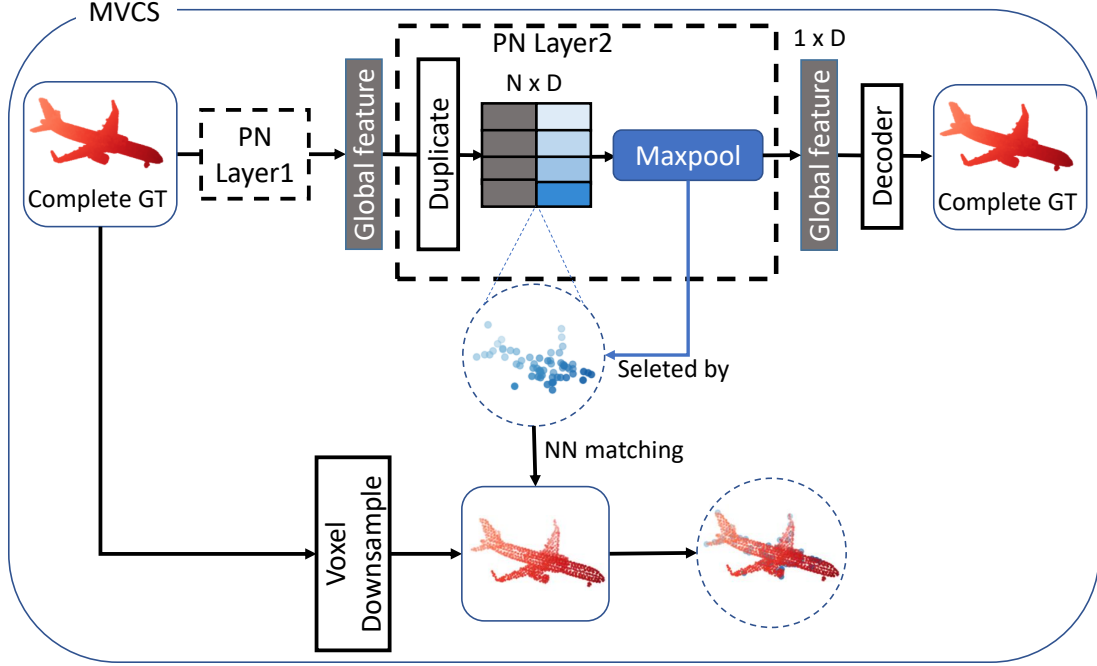 MVCS
PN Layer2
1 x D
N x D
Complete GT
PN
Layer1
Global feature
Duplicate
Maxpool
Global feature
Decoder
Complete GT
Seleted by
NN matching
Voxel
Downsample